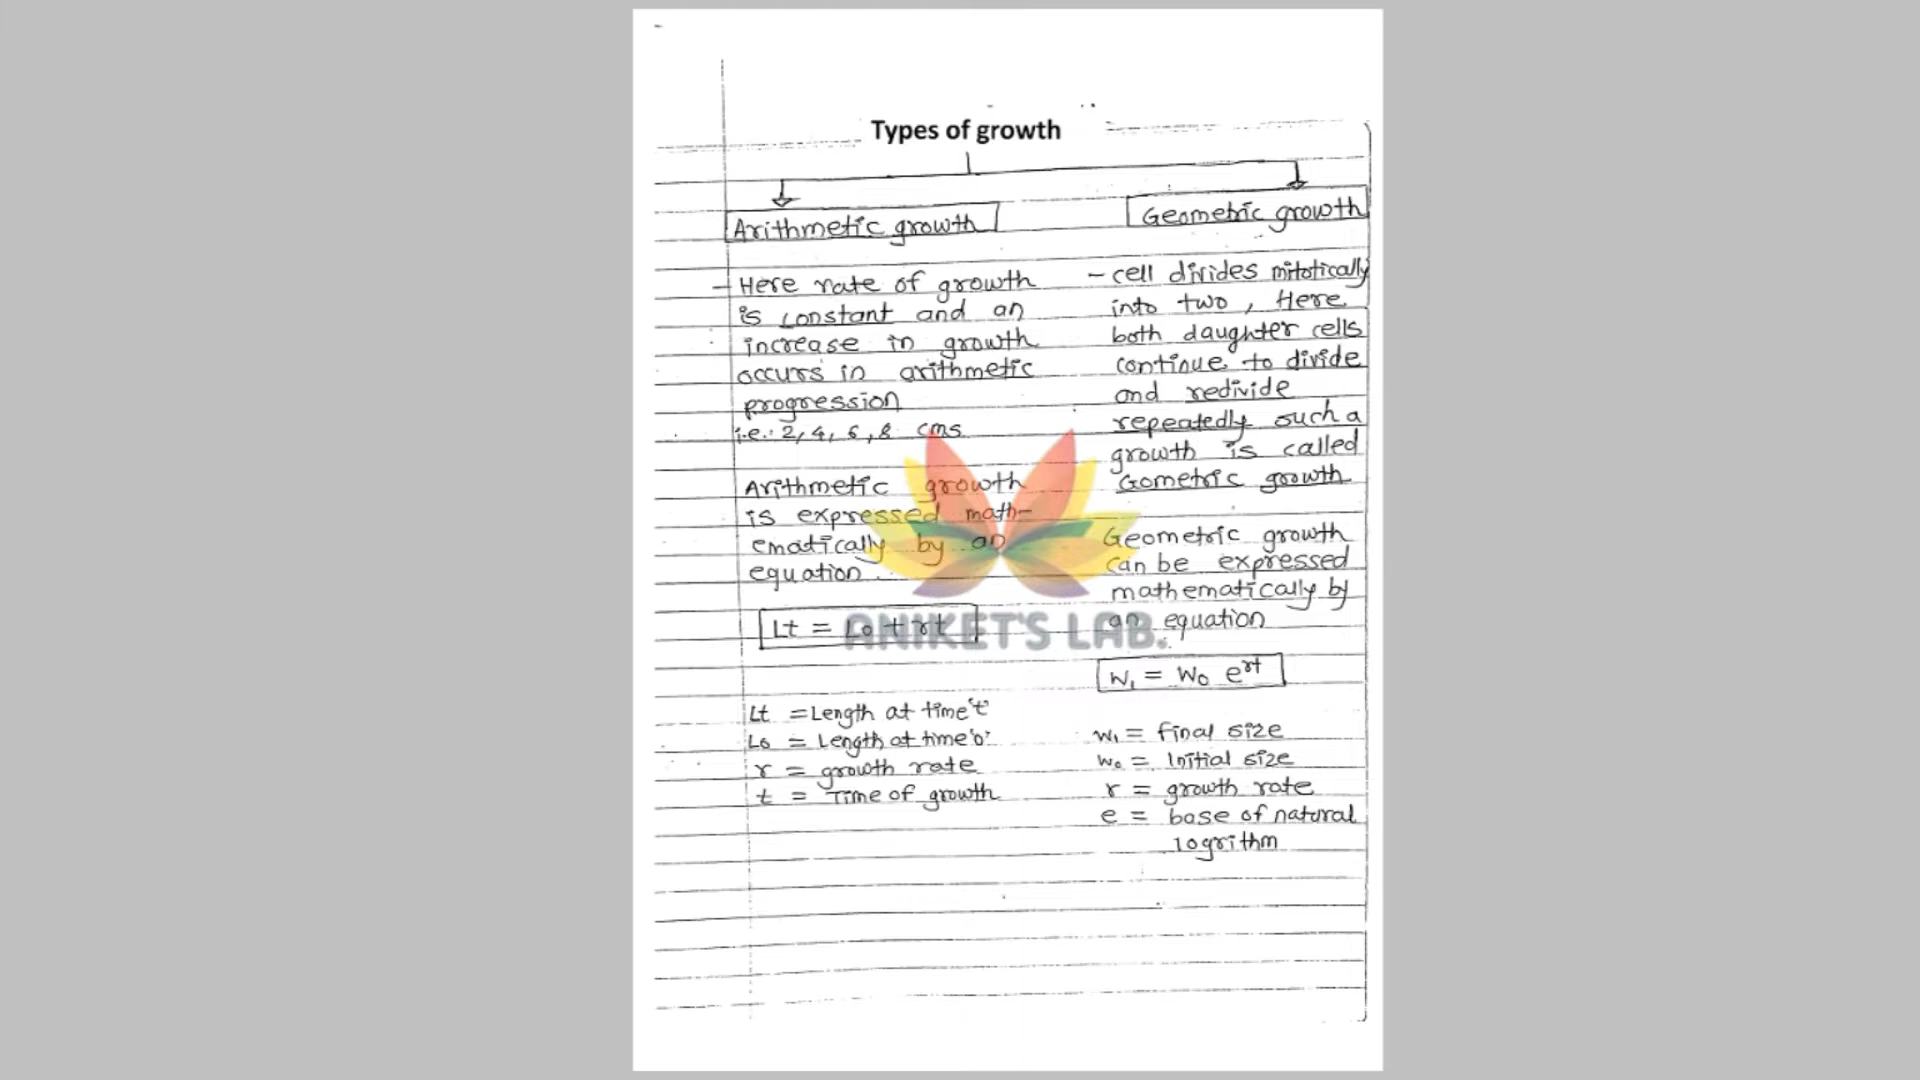 Types of growth
Arithmetic growth
- Here rate of growth
is constant and an
increase in growth
occurs in arithmetic
progression
i.e.: 2, 4, 6, 8 cms
Arithmetic growth
is expressed math-
ematically by an
equation.
Lt = Lo + rt
Lt = Length at time 't'
Lo = Length at time 'o'
r = growth rate
t = Time of growth
Geometric growth
- cell divides mitotically
into two, Here
both daughter cells
continue to divide
and redivide
repeatedly such a
growth is called
Gometric growth
Geometric growth
can be expressed
mathematically by
an equation
W₁ = Wo eʳᵗ
W₁ = final size
Wo = Initial size
r = growth rate
e = base of natural
logrithm
ANIKET'S LAB.